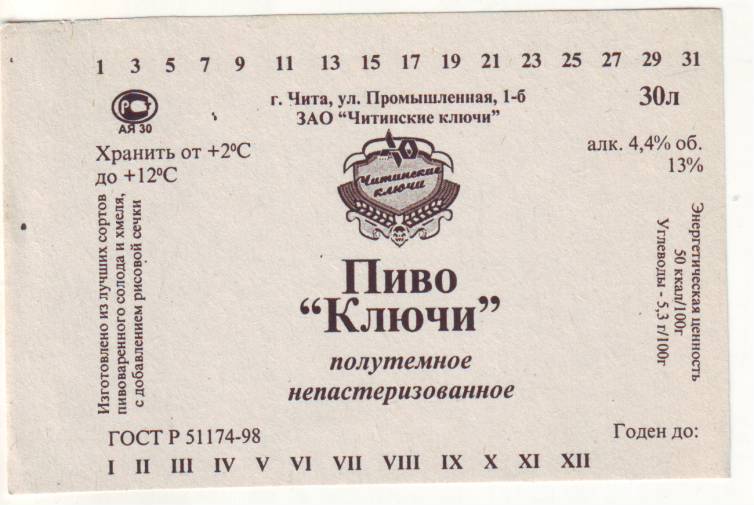 1 3 5 7 9 11 13 15 17 19 21 23 25 27 29 31
РСТ
АЯ 30
г. Чита, ул. Промышленная, 1-б
ЗАО “Читинские ключи”
30л
Хранить от +2ºС
до +12ºС
алк. 4,4% об.
13%
Читинские
ключи
Изготовлено из лучших сортов
пивоваренного солода и хмеля,
с добавлением рисовой сечки
Энергетическая ценность
50 ккал/100г
Углеводы - 5,3 г/100г
Пиво
“Ключи”
полутемное
непастеризованное
ГОСТ Р 51174-98
Годен до:
I II III IV V VI VII VIII IX X XI XII